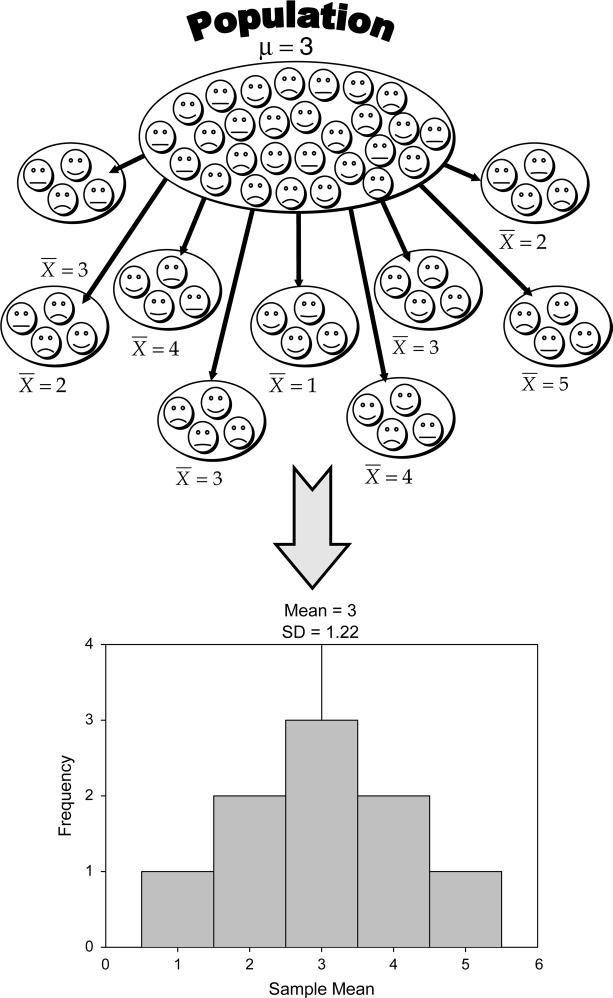 Population
μ = 3
X̄ = 2
X̄ = 3
X̄ = 4
X̄ = 3
X̄ = 2
X̄ = 1
X̄ = 5
X̄ = 3
X̄ = 4
Mean = 3
SD = 1.22
4
3
2
1
0
Frequency
0 1 2 3 4 5 6
Sample Mean